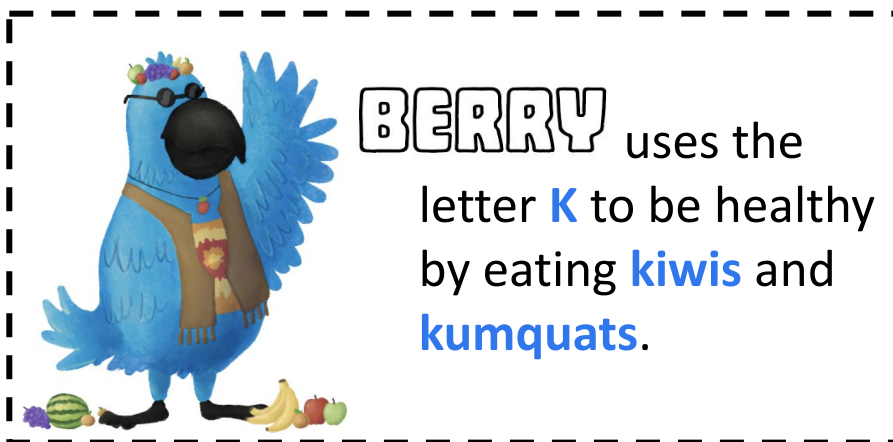 BERRY uses the
letter K to be healthy
by eating kiwis and
kumquats.